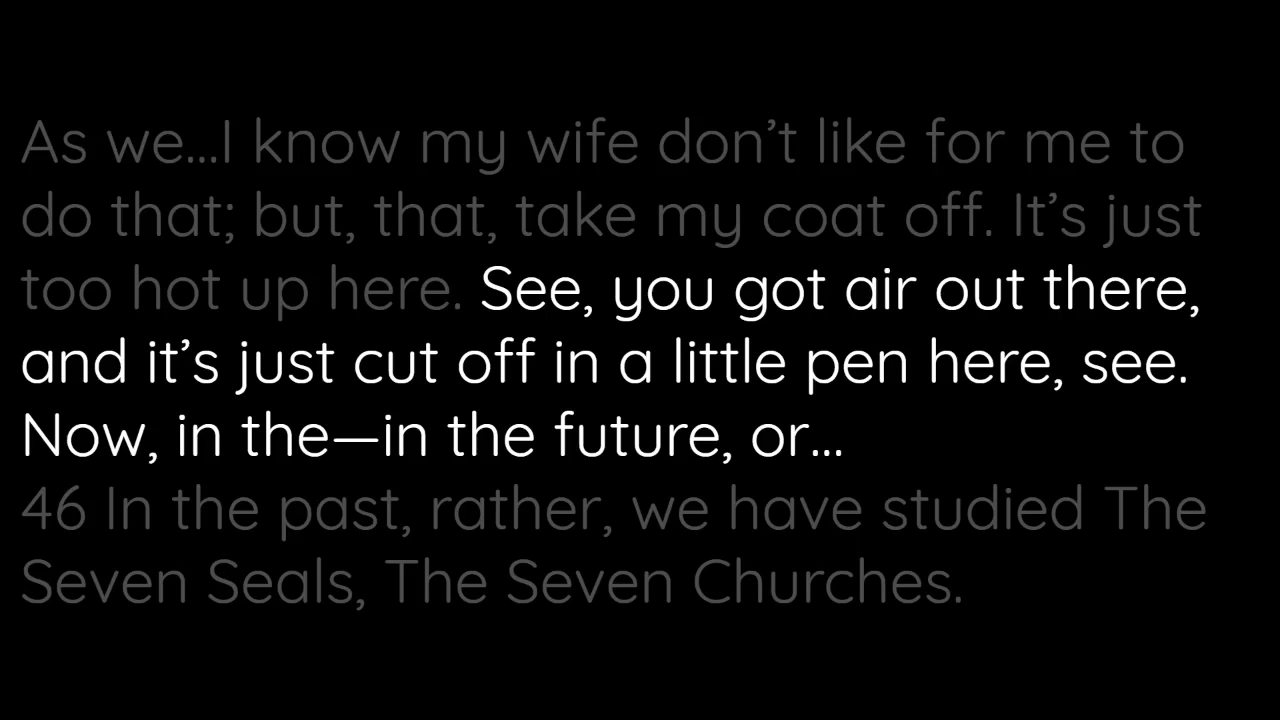 As we...I know my wife don’t like for me to
do that; but, that, take my coat off. It’s just
too hot up here. See, you got air out there,
and it’s just cut off in a little pen here, see.
Now, in the—in the future, or...
46 In the past, rather, we have studied The
Seven Seals, The Seven Churches.